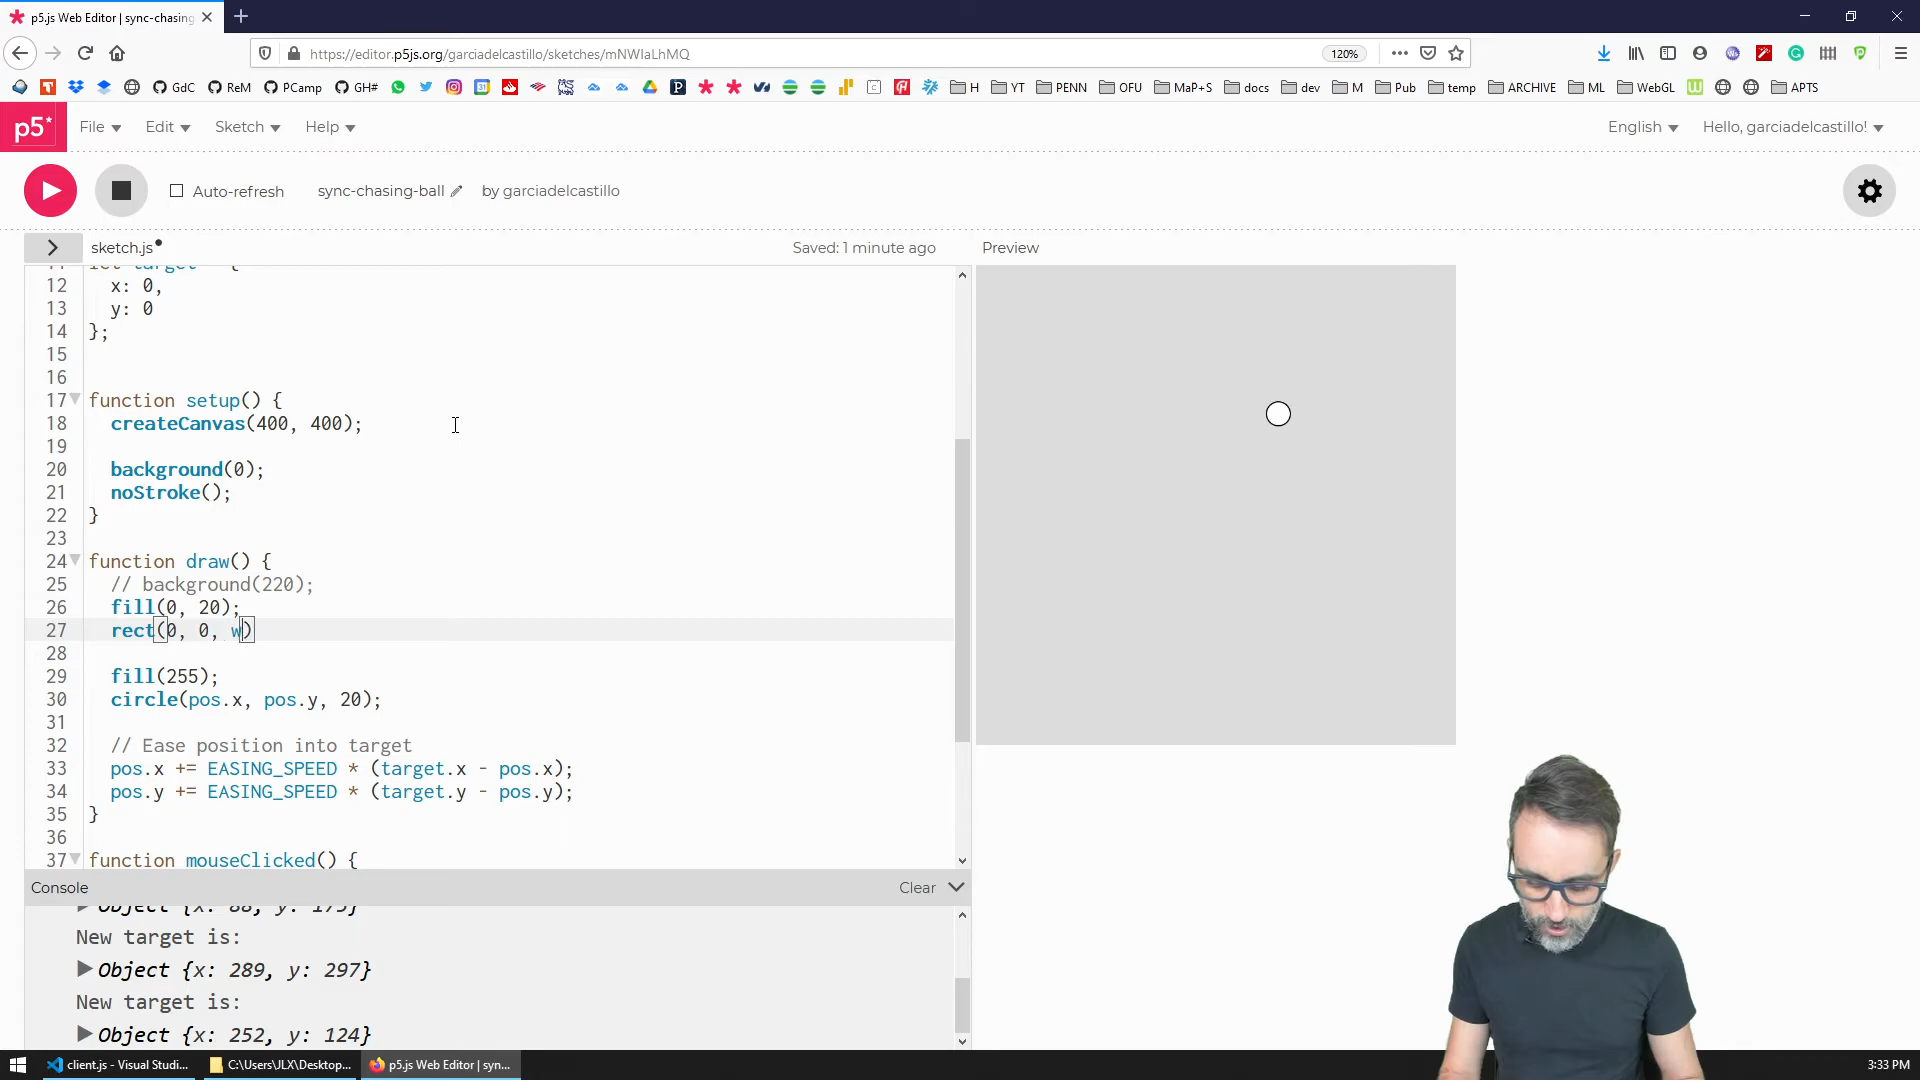 p5.js Web Editor | sync-chasing
https://editor.p5js.org/garciadelcastillo/sketches/mNWIaLhMQ
120%
GdC
ReM
PCamp
GH#
H
YT
PENN
OFU
MaP+S
docs
dev
M
Pub
temp
ARCHIVE
ML
WebGL
APTS
p5*
File
Edit
Sketch
Help
English
Hello, garciadelcastillo!
Auto-refresh
sync-chasing-ball
by garciadelcastillo
sketch.js
Saved: 1 minute ago
Preview
11 let target = {
12   x: 0,
13   y: 0
14 };
15
16
17 function setup() {
18   createCanvas(400, 400);
19
20   background(0);
21   noStroke();
22 }
23
24 function draw() {
25   // background(220);
26   fill(0, 20);
27   rect(0, 0, w)
28
29   fill(255);
30   circle(pos.x, pos.y, 20);
31
32   // Ease position into target
33   pos.x += EASING_SPEED * (target.x - pos.x);
34   pos.y += EASING_SPEED * (target.y - pos.y);
35 }
36
37 function mouseClicked() {
Console
Clear
Object {x: 88, y: 175}
New target is:
Object {x: 289, y: 297}
New target is:
Object {x: 252, y: 124}
client.js - Visual Studi...
C:\Users\JLX\Desktop...
p5.js Web Editor | syn...
3:33 PM